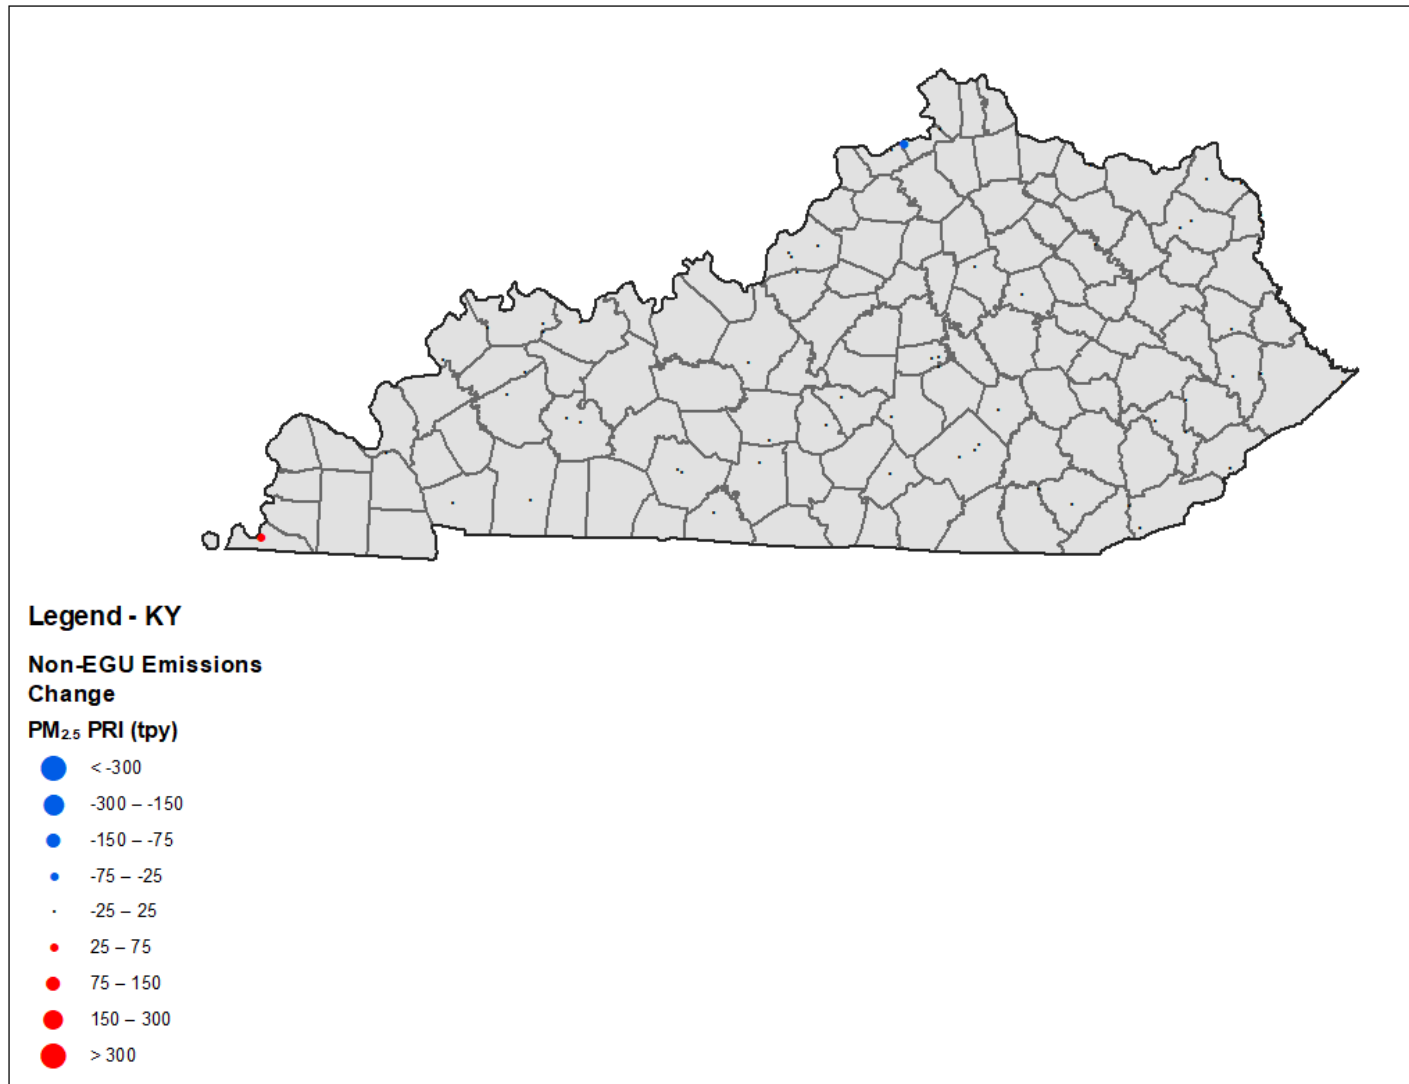 Legend - KY
Non-EGU Emissions
Change
PM₂.₅ PRI (tpy)
< -300
-300 – -150
-150 – -75
-75 – -25
-25 – 25
25 – 75
75 – 150
150 – 300
> 300